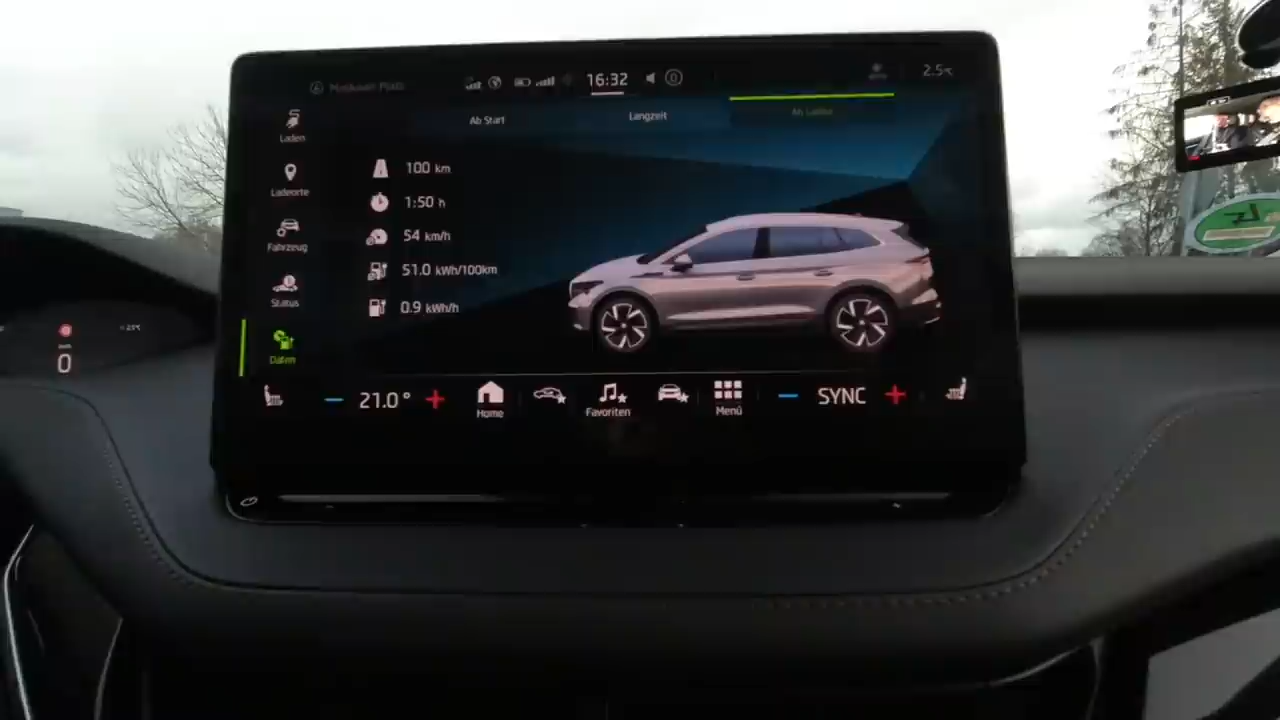 16:32
2.5°C
Laden
Ladeorte
Fahrzeug
Status
Daten
Ab Start
Langzeit
Ab Laden
100 km
1:50 h
54 km/h
51.0 kWh/100km
0.9 kWh/h
0
21.0°
Home
Favoriten
Menü
SYNC